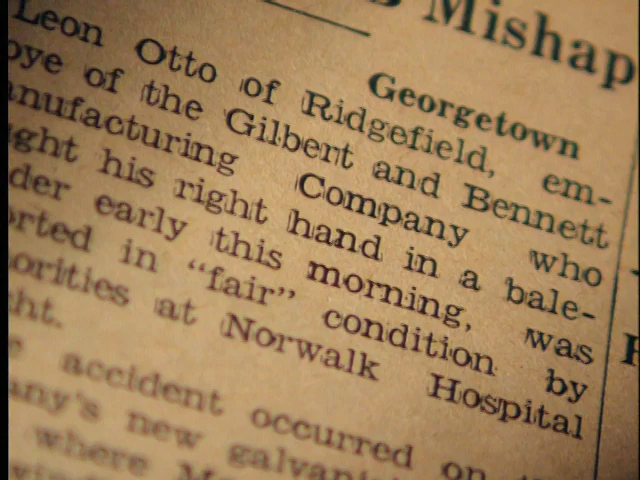 Mishap
Georgetown
Leon Otto of Ridgefield, em-
oye of the Gilbert and Bennett
anufacturing Company who
ght his right hand in a bale-
der early this morning, was
orted in “fair” condition by
orities at Norwalk Hospital
ht.
accident occurred on
any's new
where